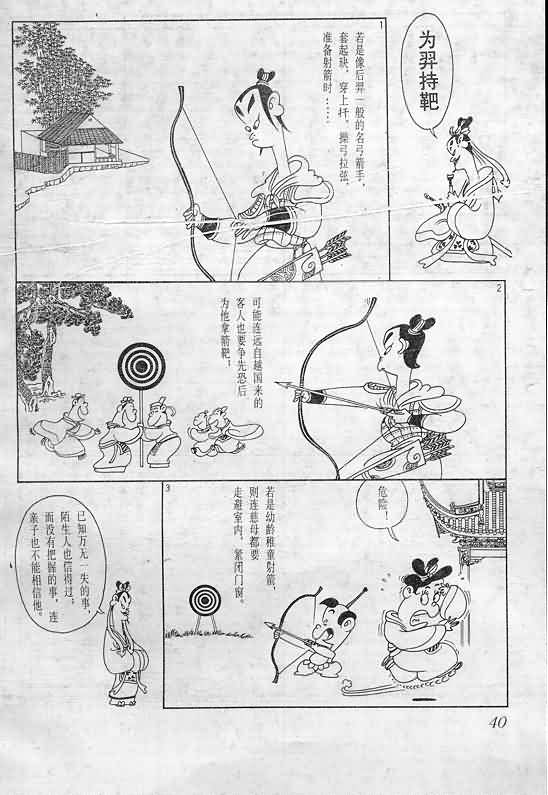 为羿持靶
1
若是像后羿一般的名弓箭手，
套起玦，穿上扞，操弓拉弦，
准备射箭时……
2
可能连远自越国来的
客人也要争先恐后
为他拿箭靶；
3
危险！
若是幼龄稚童射箭，
则连慈母都要
走避室内，紧闭门窗。
已知万无一失的事，
陌生人也信得过；
而没有把握的事，连
亲子也不能相信他。
40